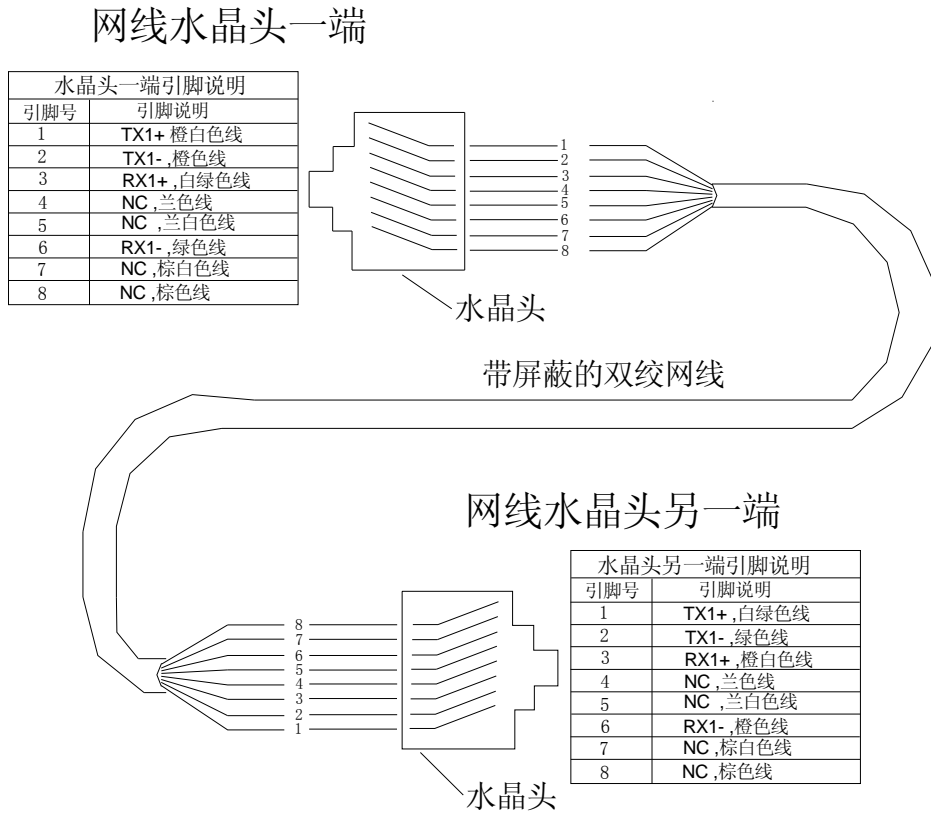 网线水晶头一端
水晶头一端引脚说明
引脚号 引脚说明
1 TX1+ 橙白色线
2 TX1- ,橙色线
3 RX1+ ,白绿色线
4 NC ,兰色线
5 NC ,兰白色线
6 RX1- ,绿色线
7 NC ,棕白色线
8 NC ,棕色线
1
2
3
4
5
6
7
8
水晶头
带屏蔽的双绞网线
网线水晶头另一端
水晶头另一端引脚说明
引脚号 引脚说明
1 TX1+ ,白绿色线
2 TX1- ,绿色线
3 RX1+ ,橙白色线
4 NC ,兰色线
5 NC ,兰白色线
6 RX1- ,橙色线
7 NC ,棕白色线
8 NC ,棕色线
8
7
6
5
4
3
2
1
水晶头